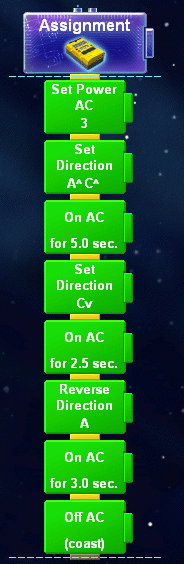 Assignment
Set Power
AC
3
Set
Direction
A^ C^
On AC
for 5.0 sec.
Set
Direction
Cv
On AC
for 2.5 sec.
Reverse
Direction
A
On AC
for 3.0 sec.
Off AC
(coast)